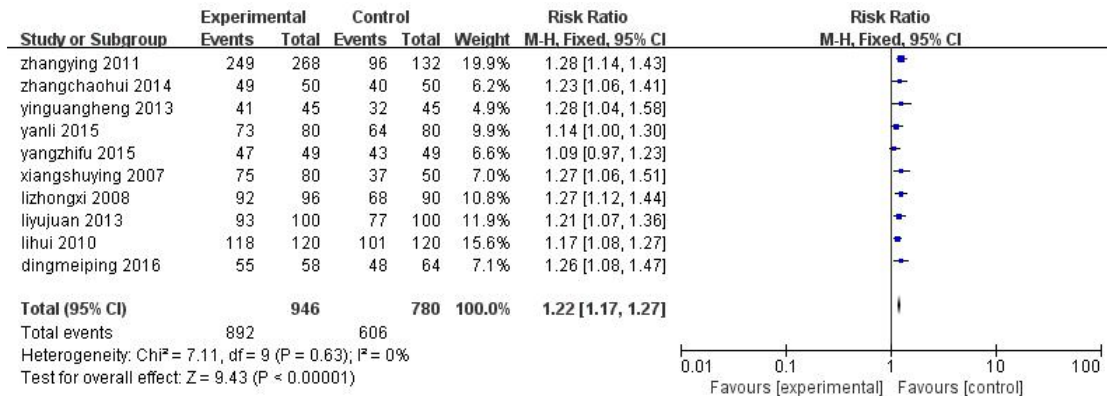 Experimental Control Risk Ratio Risk Ratio
Study or Subgroup Events Total Events Total Weight M-H, Fixed, 95% CI M-H, Fixed, 95% CI
zhangying 2011 249 268 96 132 19.9% 1.28 [1.14, 1.43]
zhangchaohui 2014 49 50 40 50 6.2% 1.23 [1.06, 1.41]
yinguangheng 2013 41 45 32 45 4.9% 1.28 [1.04, 1.58]
yanli 2015 73 80 64 80 9.9% 1.14 [1.00, 1.30]
yangzhifu 2015 47 49 43 49 6.6% 1.09 [0.97, 1.23]
xiangshuying 2007 75 80 37 50 7.0% 1.27 [1.06, 1.51]
lizhongxi 2008 92 96 68 90 10.8% 1.27 [1.12, 1.44]
liyujuan 2013 93 100 77 100 11.9% 1.21 [1.07, 1.36]
lihui 2010 118 120 101 120 15.6% 1.17 [1.08, 1.27]
dingmeiping 2016 55 58 48 64 7.1% 1.26 [1.08, 1.47]
Total (95% CI) 946 780 100.0% 1.22 [1.17, 1.27]
Total events 892 606
Heterogeneity: Chi² = 7.11, df = 9 (P = 0.63); I² = 0%
Test for overall effect: Z = 9.43 (P < 0.00001)
0.01 0.1 1 10 100
Favours [experimental] Favours [control]